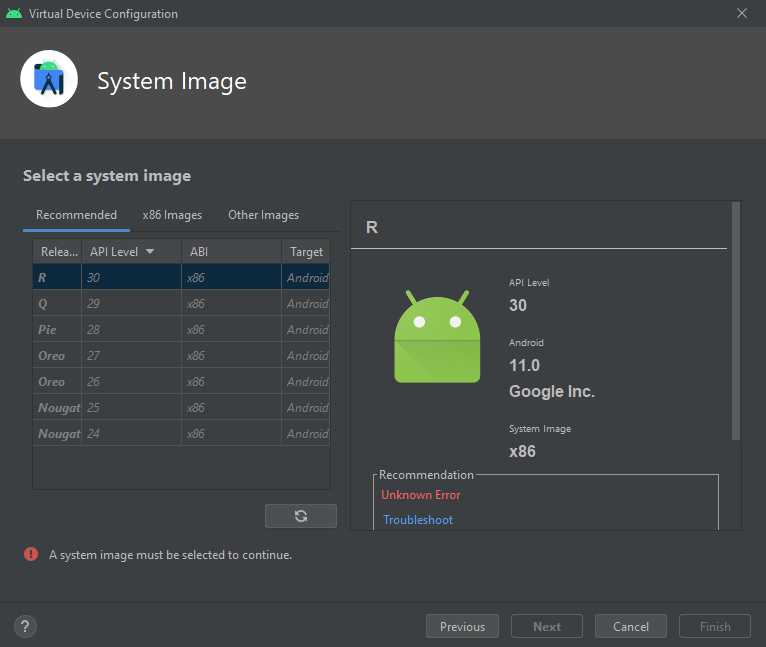 Virtual Device Configuration
System Image
Select a system image
Recommended x86 Images Other Images
Relea... API Level ABI Target
R 30 x86 Android
Q 29 x86 Android
Pie 28 x86 Android
Oreo 27 x86 Android
Oreo 26 x86 Android
Nougat 25 x86 Android
Nougat 24 x86 Android
R
API Level
30
Android
11.0
Google Inc.
System Image
x86
Recommendation
Unknown Error
Troubleshoot
A system image must be selected to continue.
? Previous Next Cancel Finish